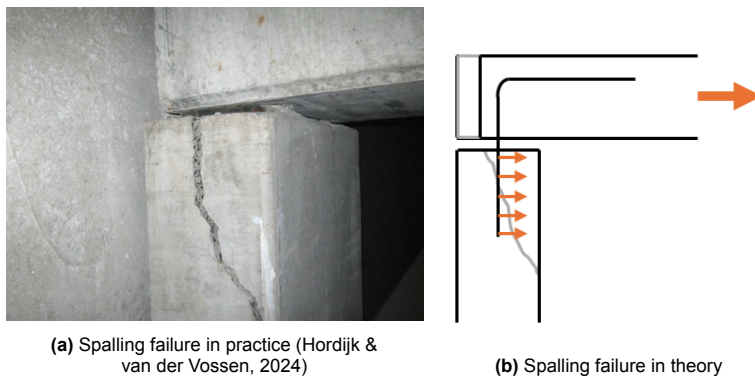 (a) Spalling failure in practice (Hordijk &
van der Vossen, 2024)
(b) Spalling failure in theory